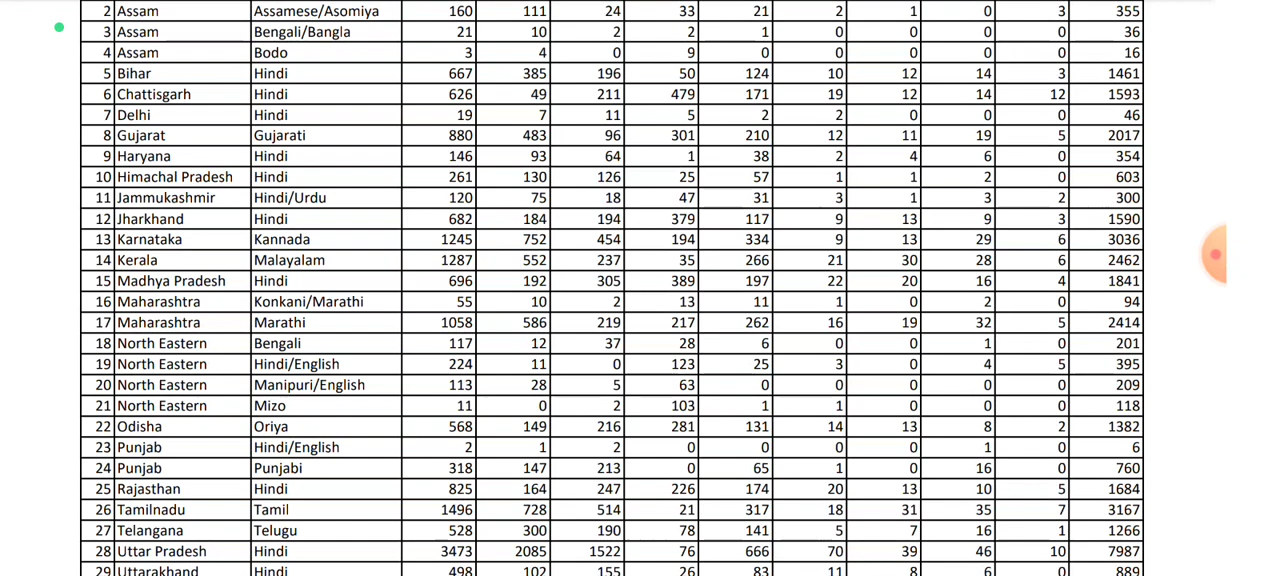 2 Assam Assamese/Asomiya 160 111 24 33 21 2 1 0 3 355
3 Assam Bengali/Bangla 21 10 2 2 1 0 0 0 0 36
4 Assam Bodo 3 4 0 9 0 0 0 0 0 16
5 Bihar Hindi 667 385 196 50 124 10 12 14 3 1461
6 Chattisgarh Hindi 626 49 211 479 171 19 12 14 12 1593
7 Delhi Hindi 19 7 11 5 2 2 0 0 0 46
8 Gujarat Gujarati 880 483 96 301 210 12 11 19 5 2017
9 Haryana Hindi 146 93 64 1 38 2 4 6 0 354
10 Himachal Pradesh Hindi 261 130 126 25 57 1 1 2 0 603
11 Jammukashmir Hindi/Urdu 120 75 18 47 31 3 1 3 2 300
12 Jharkhand Hindi 682 184 194 379 117 9 13 9 3 1590
13 Karnataka Kannada 1245 752 454 194 334 9 13 29 6 3036
14 Kerala Malayalam 1287 552 237 35 266 21 30 28 6 2462
15 Madhya Pradesh Hindi 696 192 305 389 197 22 20 16 4 1841
16 Maharashtra Konkani/Marathi 55 10 2 13 11 1 0 2 0 94
17 Maharashtra Marathi 1058 586 219 217 262 16 19 32 5 2414
18 North Eastern Bengali 117 12 37 28 6 0 0 1 0 201
19 North Eastern Hindi/English 224 11 0 123 25 3 0 4 5 395
20 North Eastern Manipuri/English 113 28 5 63 0 0 0 0 0 209
21 North Eastern Mizo 11 0 2 103 1 1 0 0 0 118
22 Odisha Oriya 568 149 216 281 131 14 13 8 2 1382
23 Punjab Hindi/English 2 1 2 0 0 0 0 1 0 6
24 Punjab Punjabi 318 147 213 0 65 1 0 16 0 760
25 Rajasthan Hindi 825 164 247 226 174 20 13 10 5 1684
26 Tamilnadu Tamil 1496 728 514 21 317 18 31 35 7 3167
27 Telangana Telugu 528 300 190 78 141 5 7 16 1 1266
28 Uttar Pradesh Hindi 3473 2085 1522 76 666 70 39 46 10 7987
29 Uttarakhand Hindi 498 102 155 26 83 11 8 6 0 889